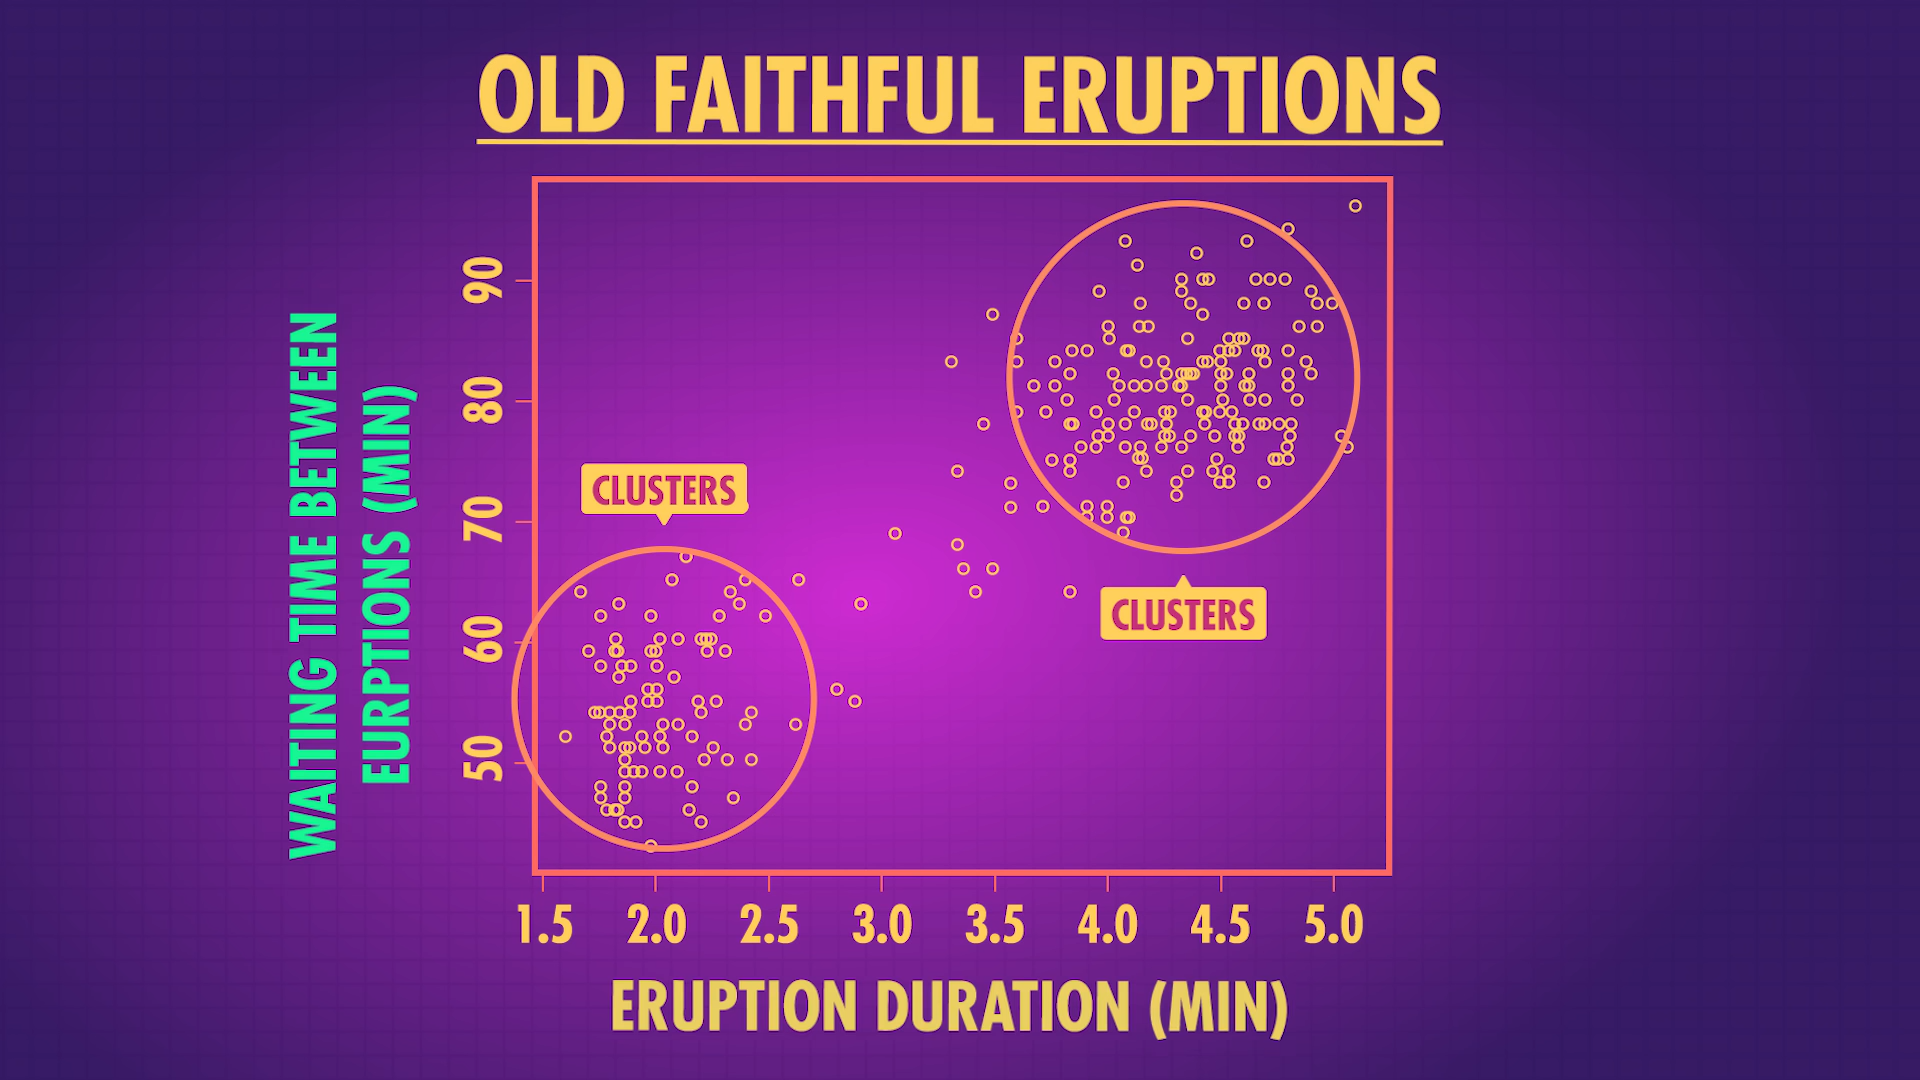 OLD FAITHFUL ERUPTIONS
WAITING TIME BETWEEN
EURPTIONS (MIN)
90
80
70
60
50
CLUSTERS
CLUSTERS
1.5 2.0 2.5 3.0 3.5 4.0 4.5 5.0
ERUPTION DURATION (MIN)